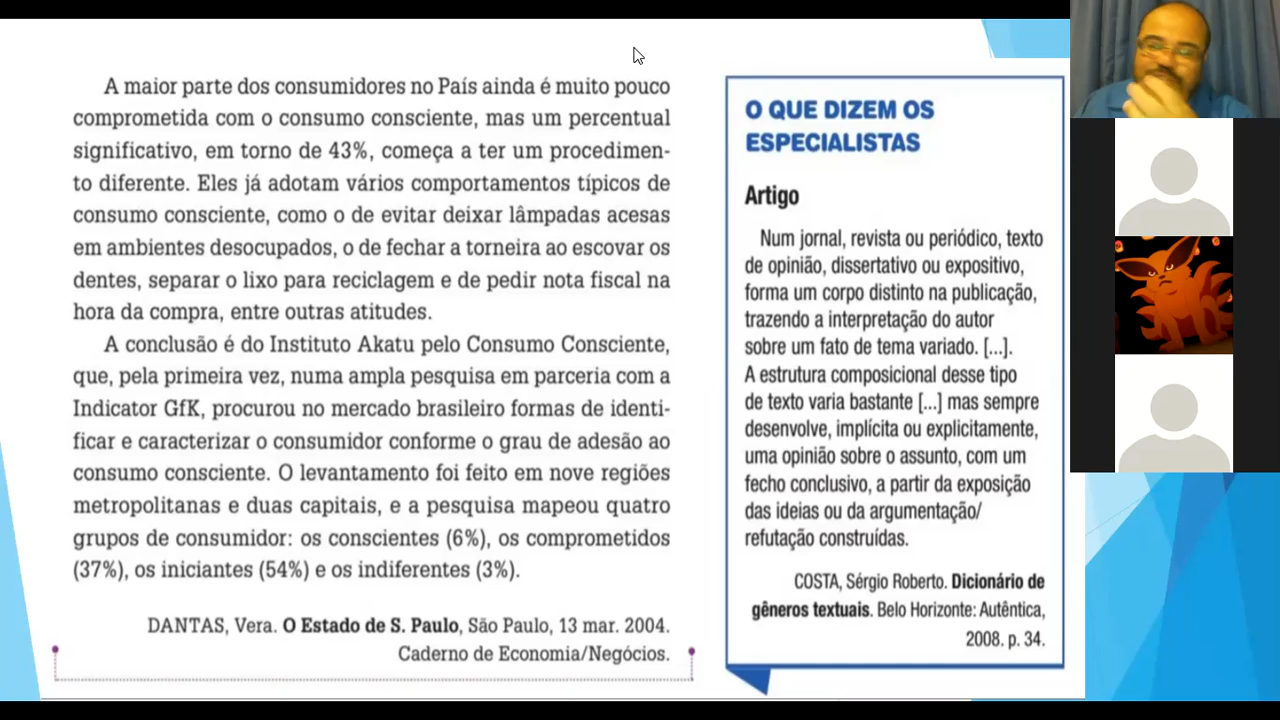 A maior parte dos consumidores no País ainda é muito pouco
comprometida com o consumo consciente, mas um percentual
significativo, em torno de 43%, começa a ter um procedimen-
to diferente. Eles já adotam vários comportamentos típicos de
consumo consciente, como o de evitar deixar lâmpadas acesas
em ambientes desocupados, o de fechar a torneira ao escovar os
dentes, separar o lixo para reciclagem e de pedir nota fiscal na
hora da compra, entre outras atitudes.
A conclusão é do Instituto Akatu pelo Consumo Consciente,
que, pela primeira vez, numa ampla pesquisa em parceria com a
Indicator GfK, procurou no mercado brasileiro formas de identi-
ficar e caracterizar o consumidor conforme o grau de adesão ao
consumo consciente. O levantamento foi feito em nove regiões
metropolitanas e duas capitais, e a pesquisa mapeou quatro
grupos de consumidor: os conscientes (6%), os comprometidos
(37%), os iniciantes (54%) e os indiferentes (3%).
DANTAS, Vera. O Estado de S. Paulo, São Paulo, 13 mar. 2004.
Caderno de Economia/Negócios.
O QUE DIZEM OS
ESPECIALISTAS
Artigo
Num jornal, revista ou periódico, texto
de opinião, dissertativo ou expositivo,
forma um corpo distinto na publicação,
trazendo a interpretação do autor
sobre um fato de tema variado. [...].
A estrutura composicional desse tipo
de texto varia bastante [...] mas sempre
desenvolve, implícita ou explicitamente,
uma opinião sobre o assunto, com um
fecho conclusivo, a partir da exposição
das ideias ou da argumentação/
refutação construídas.
COSTA, Sérgio Roberto. Dicionário de
gêneros textuais. Belo Horizonte: Autêntica,
2008. p. 34.